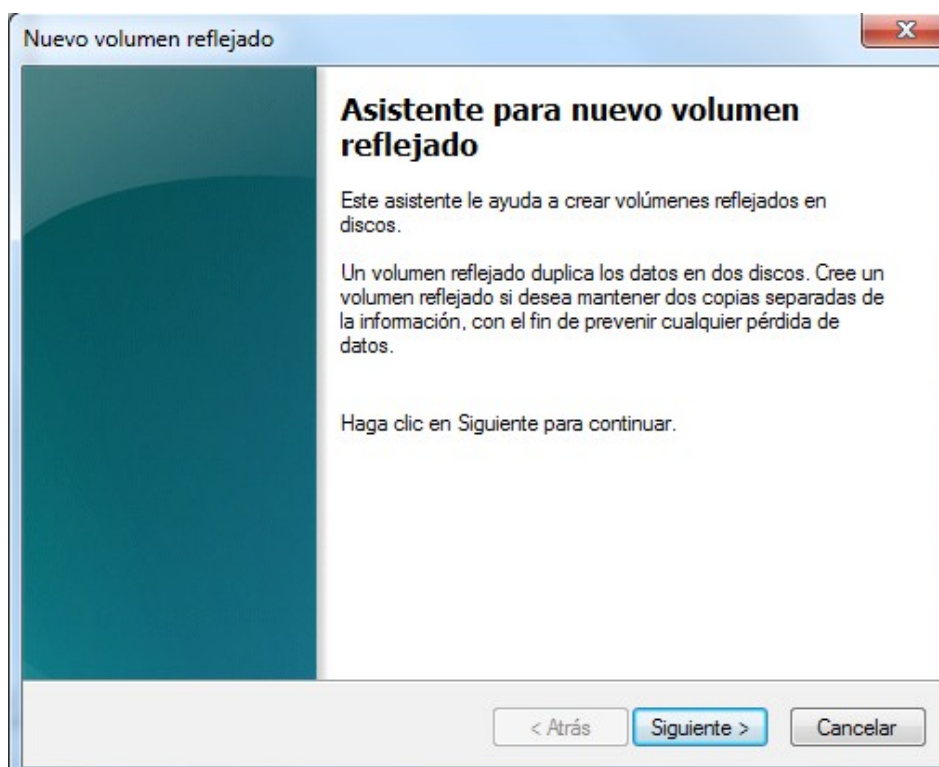 Nuevo volumen reflejado
Asistente para nuevo volumen
reflejado
Este asistente le ayuda a crear volúmenes reflejados en
discos.
Un volumen reflejado duplica los datos en dos discos. Cree un
volumen reflejado si desea mantener dos copias separadas de
la información, con el fin de prevenir cualquier pérdida de
datos.
Haga clic en Siguiente para continuar.
< Atrás Siguiente > Cancelar